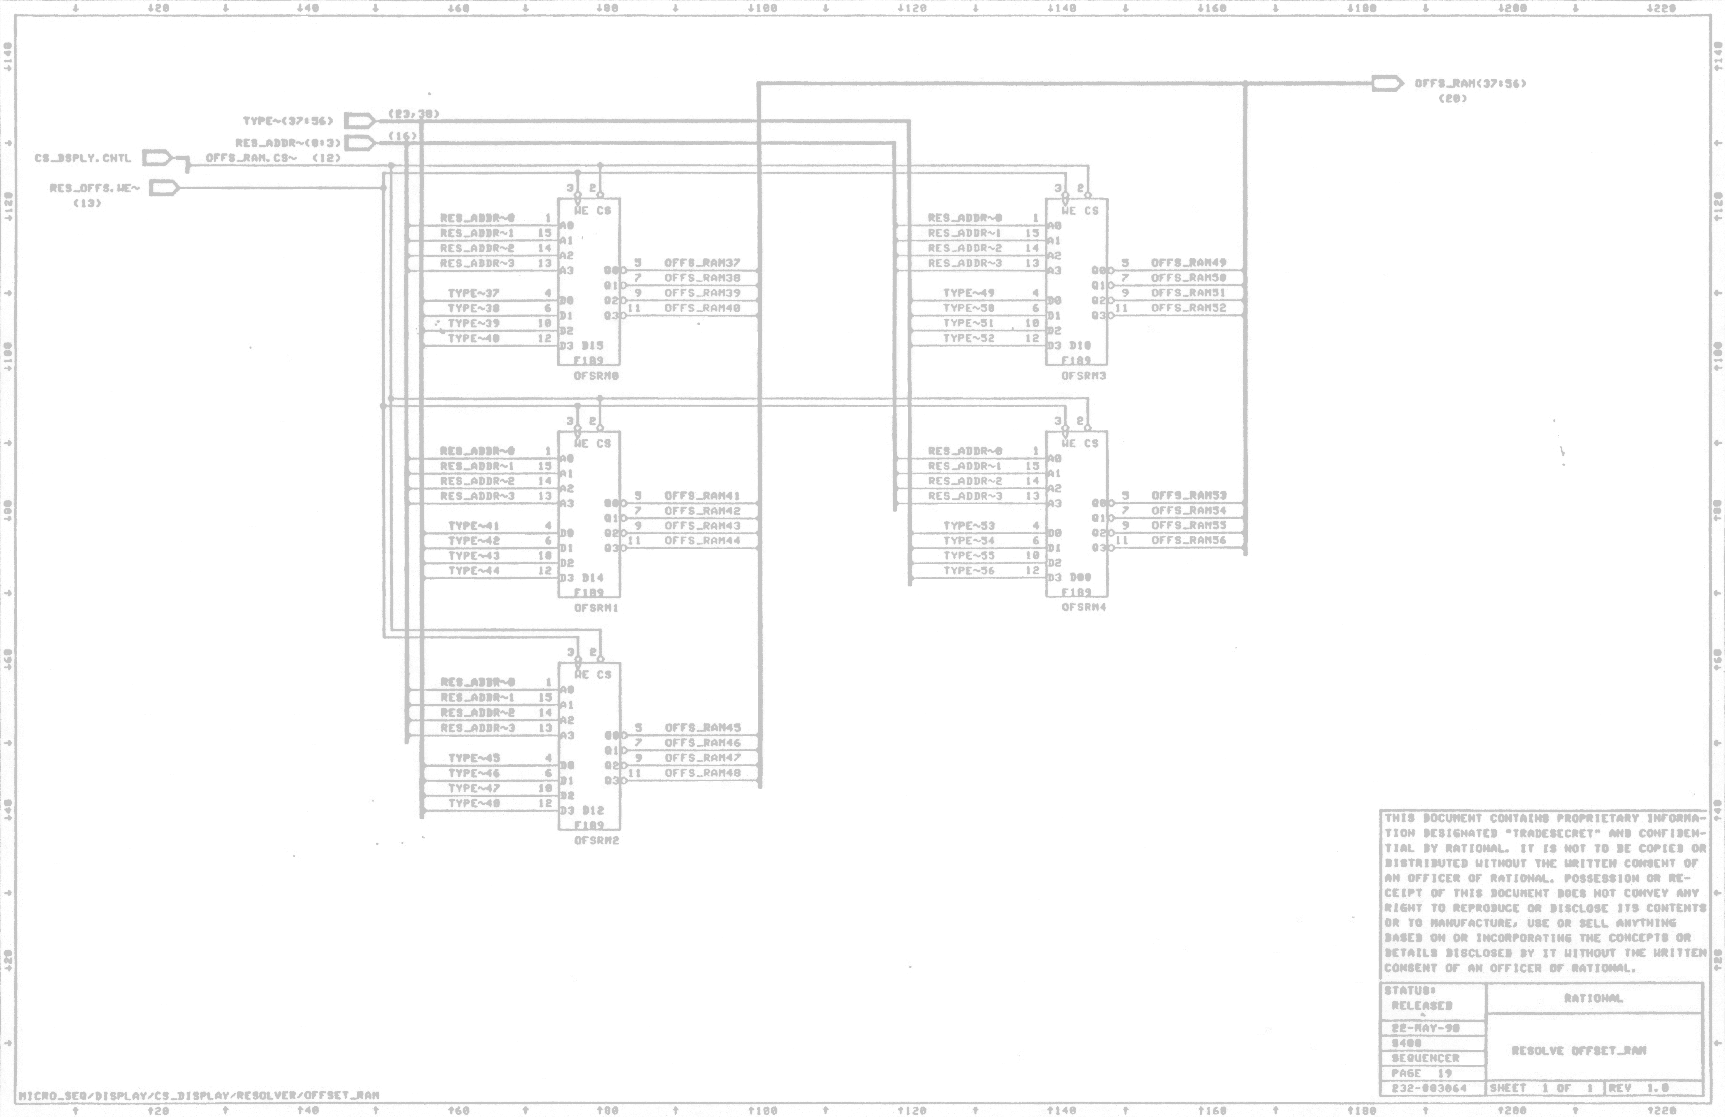 ↓20 ↓40 ↓60 ↓80 ↓100 ↓120 ↓140 ↓160 ↓180 ↓200 ↓220
OFFS_RAM(37:56)
(20)
TYPE~(37:56) (23,38)
RES_ADDR~(0:3) (16)
CS_DSPLY.CNTL OFFS_RAM.CS~ (12)
RES_OFFS.WE~
(13)
3 2
WE CS
RES_ADDR~0 1 A0
RES_ADDR~1 15 A1
RES_ADDR~2 14 A2
RES_ADDR~3 13 A3
Q0 5 OFFS_RAM37
Q1 7 OFFS_RAM38
Q2 9 OFFS_RAM39
Q3 11 OFFS_RAM40
TYPE~37 4 D0
TYPE~38 6 D1
TYPE~39 10 D2
TYPE~40 12 D3 D15
F189
OFSRM0
3 2
WE CS
RES_ADDR~0 1 A0
RES_ADDR~1 15 A1
RES_ADDR~2 14 A2
RES_ADDR~3 13 A3
Q0 5 OFFS_RAM49
Q1 7 OFFS_RAM50
Q2 9 OFFS_RAM51
Q3 11 OFFS_RAM52
TYPE~49 4 D0
TYPE~50 6 D1
TYPE~51 10 D2
TYPE~52 12 D3 D10
F189
OFSRM3
3 2
WE CS
RES_ADDR~0 1 A0
RES_ADDR~1 15 A1
RES_ADDR~2 14 A2
RES_ADDR~3 13 A3
Q0 5 OFFS_RAM41
Q1 7 OFFS_RAM42
Q2 9 OFFS_RAM43
Q3 11 OFFS_RAM44
TYPE~41 4 D0
TYPE~42 6 D1
TYPE~43 10 D2
TYPE~44 12 D3 D14
F189
OFSRM1
3 2
WE CS
RES_ADDR~0 1 A0
RES_ADDR~1 15 A1
RES_ADDR~2 14 A2
RES_ADDR~3 13 A3
Q0 5 OFFS_RAM53
Q1 7 OFFS_RAM54
Q2 9 OFFS_RAM55
Q3 11 OFFS_RAM56
TYPE~53 4 D0
TYPE~54 6 D1
TYPE~55 10 D2
TYPE~56 12 D3
F189
OFSRM4
3 2
WE CS
RES_ADDR~0 1 A0
RES_ADDR~1 15 A1
RES_ADDR~2 14 A2
RES_ADDR~3 13 A3
Q0 5 OFFS_RAM45
Q1 7 OFFS_RAM46
Q2 9 OFFS_RAM47
Q3 11 OFFS_RAM48
TYPE~45 4 D0
TYPE~46 6 D1
TYPE~47 10 D2
TYPE~48 12 D3 D12
F189
OFSRM2
THIS DOCUMENT CONTAINS PROPRIETARY INFORMA-
TION DESIGNATED "TRADESECRET" AND CONFIDEN-
TIAL BY RATIONAL. IT IS NOT TO BE COPIED OR
DISTRIBUTED WITHOUT THE WRITTEN CONSENT OF
AN OFFICER OF RATIONAL. POSSESSION OR RE-
CEIPT OF THIS DOCUMENT DOES NOT CONVEY ANY
RIGHT TO REPRODUCE OR DISCLOSE ITS CONTENTS
OR TO MANUFACTURE, USE OR SELL ANYTHING
BASED ON OR INCORPORATING THE CONCEPTS OR
DETAILS DISCLOSED BY IT WITHOUT THE WRITTEN
CONSENT OF AN OFFICER OF RATIONAL.
STATUS:
RELEASED
RATIONAL
22-MAY-90
S400
SEQUENCER
PAGE 19
232-003064
RESOLVE OFFSET_RAM
SHEET 1 OF 1 REV 1.0
MICRO_SEQ/DISPLAY/CS_DISPLAY/RESOLVER/OFFSET_RAM
↑20 ↑40 ↑60 ↑80 ↑100 ↑120 ↑140 ↑160 ↑180 ↑200 ↑220